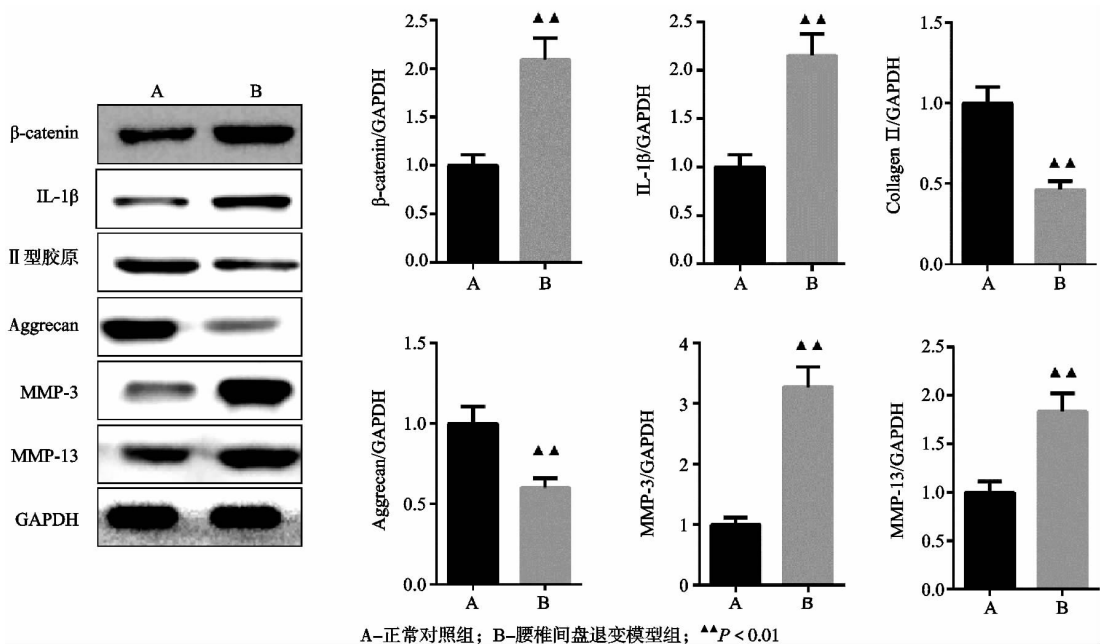 A B
β-catenin
IL-1β
Ⅱ型胶原
Aggrecan
MMP-3
MMP-13
GAPDH
β-catenin/GAPDH
2.5
2.0
1.5
1.0
0.5
0.0
▲▲
A B
IL-1β/GAPDH
2.5
2.0
1.5
1.0
0.5
0.0
▲▲
A B
Collagen Ⅱ/GAPDH
1.5
1.0
0.5
0.0
▲▲
A B
Aggrecan/GAPDH
1.5
1.0
0.5
0.0
▲▲
A B
MMP-3/GAPDH
4
3
2
1
0
▲▲
A B
MMP-13/GAPDH
2.5
2.0
1.5
1.0
0.5
0.0
▲▲
A B
A-正常对照组；B-腰椎间盘退变模型组；▲▲P < 0.01